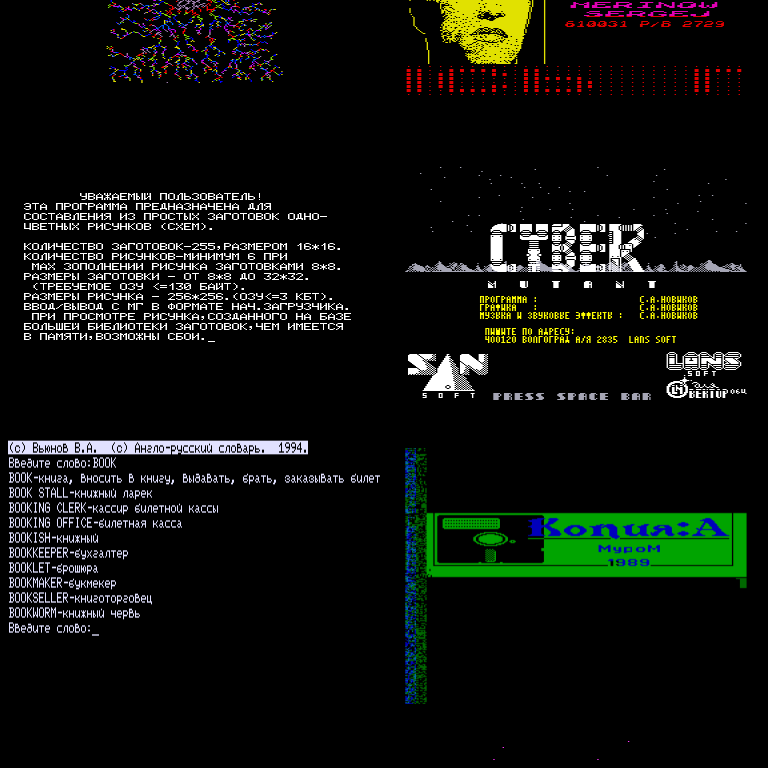 MERINOW
SERGEY
610031 P/B 2729
УВАЖАЕМЫЙ ПОЛЬЗОВАТЕЛЬ!
ЭТА ПРОГРАММА ПРЕДНАЗНАЧЕНА ДЛЯ
СОСТАВЛЕНИЯ ИЗ ПРОСТЫХ ЗАГОТОВОК ОДНО-
ЦВЕТНЫХ РИСУНКОВ (СХЕМ).
КОЛИЧЕСТВО ЗАГОТОВОК-255,РАЗМЕРОМ 16*16.
КОЛИЧЕСТВО РИСУНКОВ-МИНИМУМ 6 ПРИ
МАХ ЗОПОЛНЕНИИ РИСУНКА ЗАГОТОВКАМИ 8*8.
РАЗМЕРЫ ЗАГОТОВКИ - ОТ 8*8 ДО 32*32.
(ТРЕБУЕМОЕ ОЗУ <=130 БАЙТ).
РАЗМЕРЫ РИСУНКА - 256*256.(ОЗУ<=3 КБТ).
ВВОД/ВЫВОД С МГ В ФОРМАТЕ НАЧ.ЗАГРУЗЧИКА.
ПРИ ПРОСМОТРЕ РИСУНКА,СОЗДАННОГО НА БАЗЕ
БОЛЬШЕЙ БИБЛИОТЕКИ ЗАГОТОВОК,ЧЕМ ИМЕЕТСЯ
В ПАМЯТИ,ВОЗМОЖНЫ СБОИ._
CYBER
MUTANT
ПРОГРАММА : С.А.НОВИКОВ
ГРАФИКА : С.А.НОВИКОВ
МУЗЫКА И ЗВУКОВЫЕ ЭФФЕКТЫ : С.А.НОВИКОВ
ПИШИТЕ ПО АДРЕСУ:
400120 ВОЛГОГРАД А/Я 2835 LANS SOFT
SAN
SOFT
PRESS SPACE BAR
LANS
SOFT
ВЕКТОР 06Ц
(c) Вьюнов В.А. (c) Англо-русский словарь. 1994.
Введите слово:BOOK
BOOK-книга, вносить в книгу, выдавать, брать, заказывать билет
BOOK STALL-книжный ларек
BOOKING CLERK-кассир билетной кассы
BOOKING OFFICE-билетная касса
BOOKISH-книжный
BOOKKEEPER-бухгалтер
BOOKLET-брошюра
BOOKMAKER-букмекер
BOOKSELLER-книготорговец
BOOKWORM-книжный червь
Введите слово:_
Копия:А
МуроМ
1989